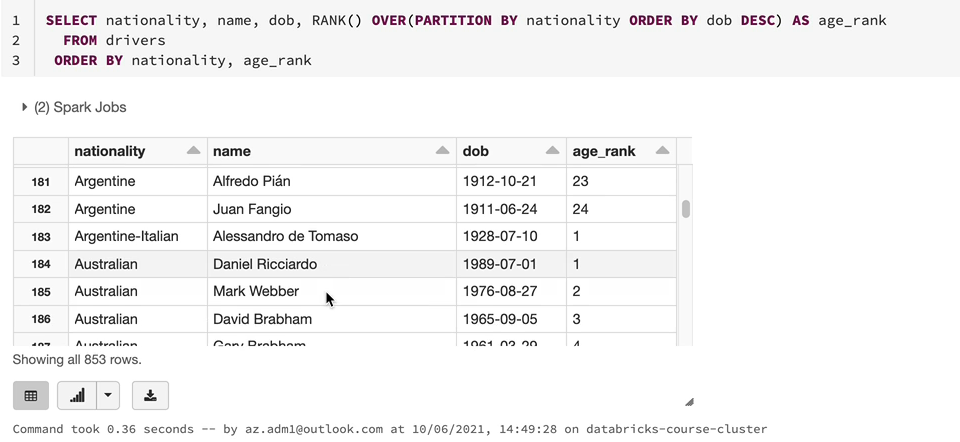 1 SELECT nationality, name, dob, RANK() OVER(PARTITION BY nationality ORDER BY dob DESC) AS age_rank
2 FROM drivers
3 ORDER BY nationality, age_rank
(2) Spark Jobs
nationality name dob age_rank
181 Argentine Alfredo Pián 1912-10-21 23
182 Argentine Juan Fangio 1911-06-24 24
183 Argentine-Italian Alessandro de Tomaso 1928-07-10 1
184 Australian Daniel Ricciardo 1989-07-01 1
185 Australian Mark Webber 1976-08-27 2
186 Australian David Brabham 1965-09-05 3
187 Australian Gary Brabham 1961-03-29 4
Showing all 853 rows.
Command took 0.36 seconds -- by az.adm1@outlook.com at 10/06/2021, 14:49:28 on databricks-course-cluster